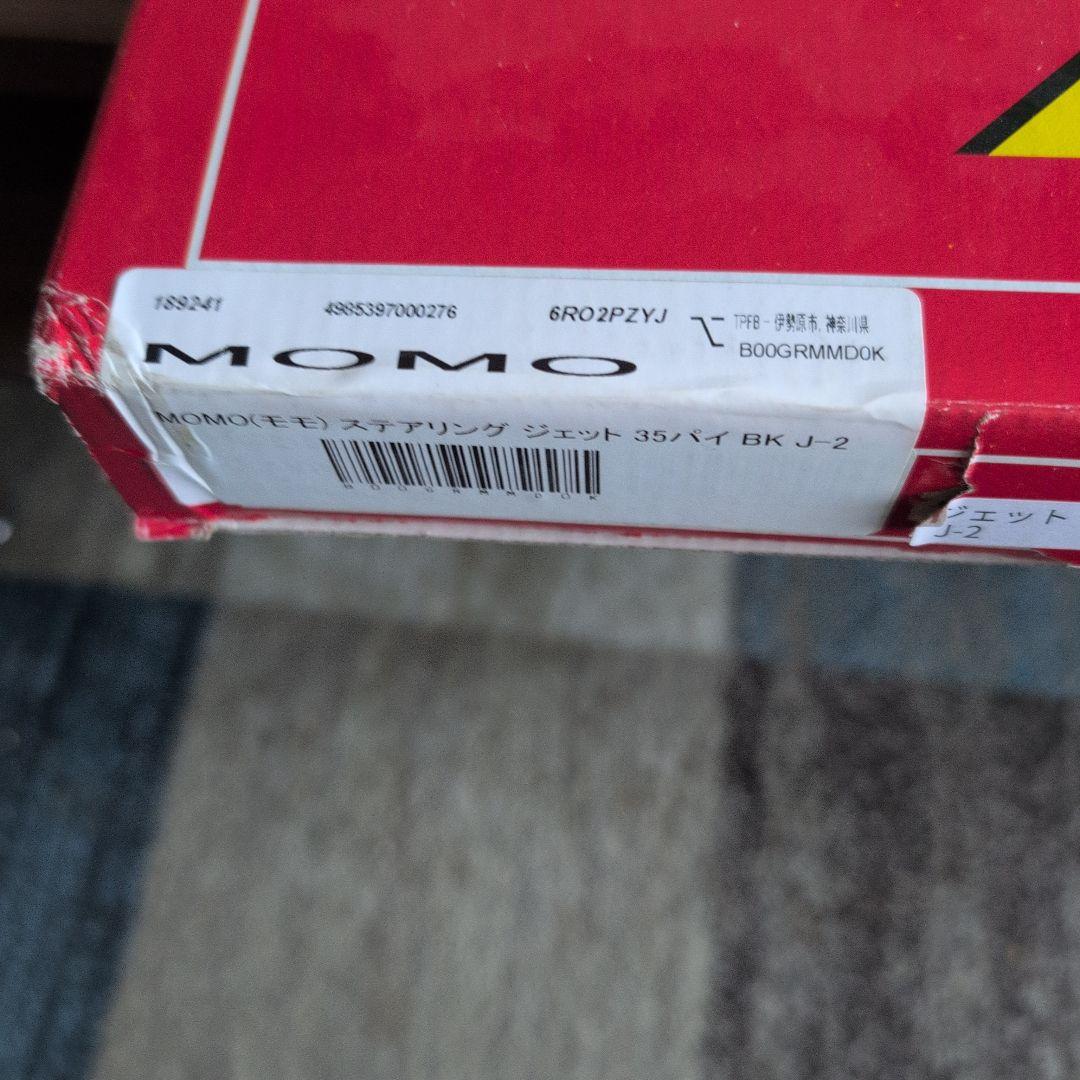 189241 4985397000276 6RO2PZYJ TPFB - 伊勢原市, 神奈川県
B00GRMMD0K
MOMO
MOMO(モモ) ステアリング ジェット 35パイ BK J-2
B00GRMMD0K
ジェット
J-2